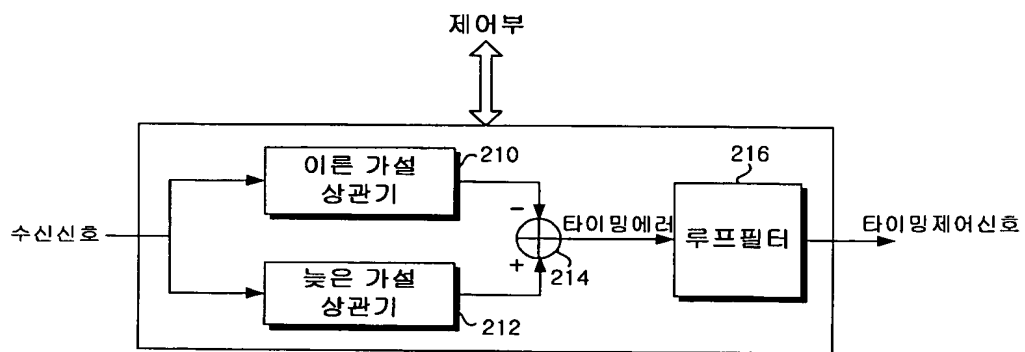 제어부
이른 가설
상관기
210
216
수신신호
−
타이밍에러
루프필터
타이밍제어신호
+
214
늦은 가설
상관기
212